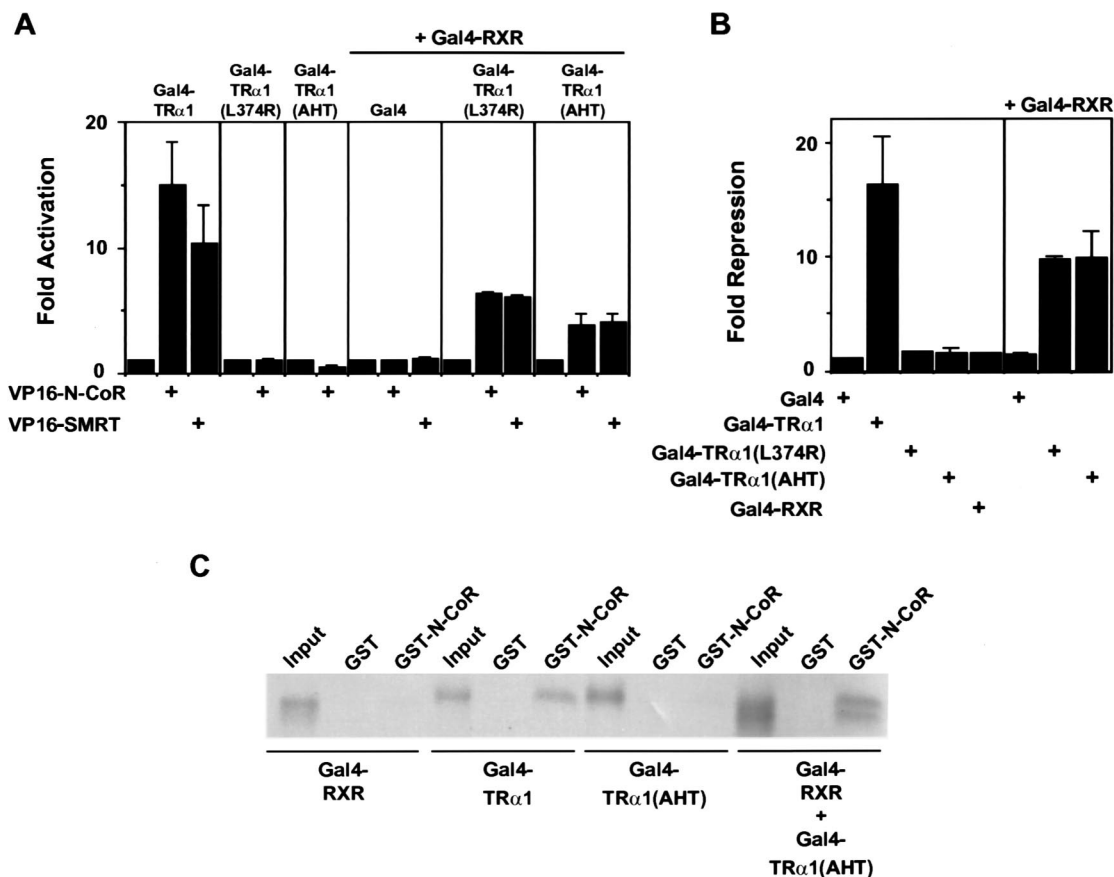 A
+ Gal4-RXR
Gal4-
TRα1
Gal4-
TRα1
(L374R)
Gal4-
TRα1
(AHT)
Gal4
Gal4-
TRα1
(L374R)
Gal4-
TRα1
(AHT)
20
10
0
Fold Activation
VP16-N-CoR + + + + + +
VP16-SMRT + + + +
B
+ Gal4-RXR
20
10
0
Fold Repression
Gal4 + +
Gal4-TRα1 +
Gal4-TRα1(L374R) + +
Gal4-TRα1(AHT) + +
Gal4-RXR +
C
Input GST GST-N-CoR Input GST GST-N-CoR Input GST GST-N-CoR Input GST GST-N-CoR
Gal4-
RXR
Gal4-
TRα1
Gal4-
TRα1(AHT)
Gal4-
RXR
+
Gal4-
TRα1(AHT)